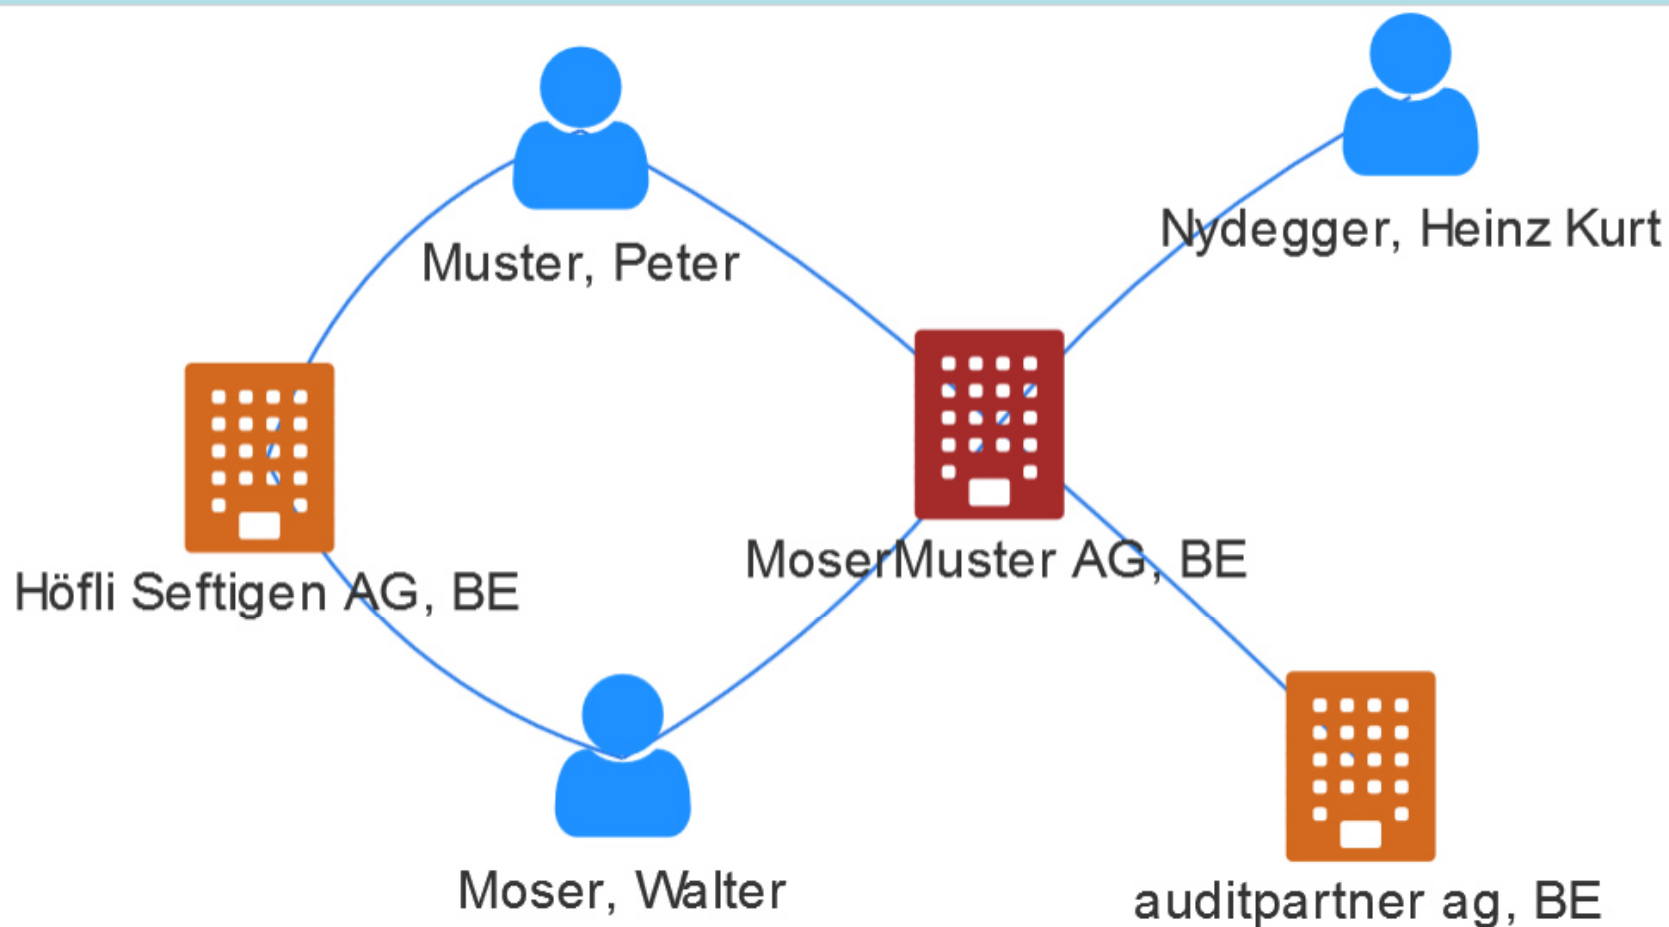 Nydegger, Heinz Kurt
Muster, Peter
MoserMuster AG, BE
Höfli Seftigen AG, BE
Moser, Walter
auditpartner ag, BE